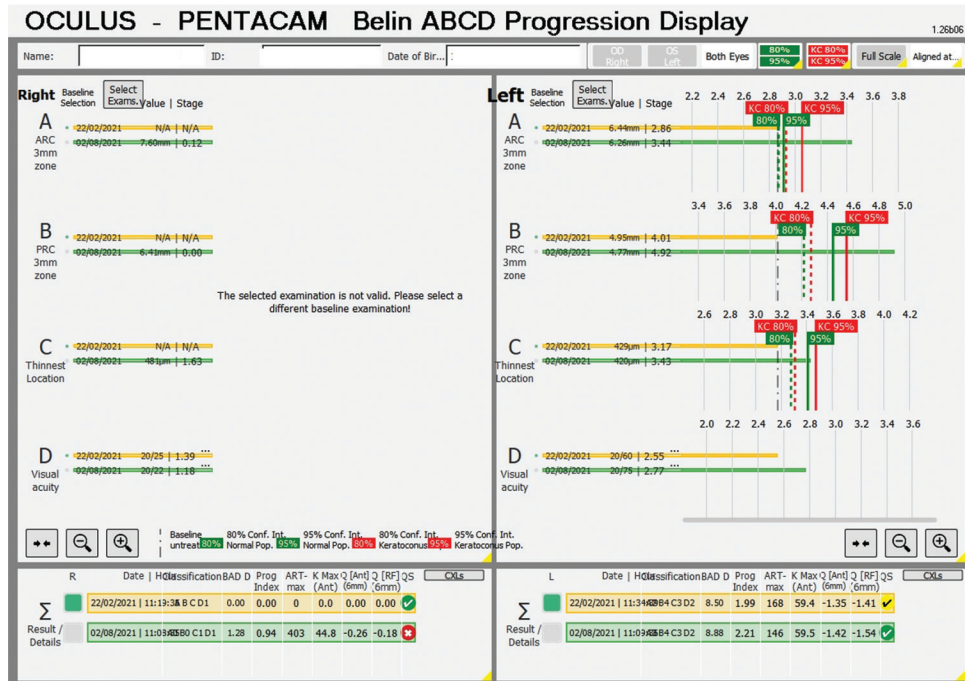 OCULUS - PENTACAM Belin ABCD Progression Display
1.26b06
Name: ID: Date of Bir... : OD Right OS Left Both Eyes 80% 95% KC 80% KC 95% Full Scale Aligned at...
Right Baseline Selection Select Exams. Value | Stage
A ARC 3mm zone
22/02/2021 N/A | N/A
02/08/2021 7.60mm | 0.12
B PRC 3mm zone
22/02/2021 N/A | N/A
02/08/2021 6.41mm | 0.00
The selected examination is not valid. Please select a
different baseline examination!
C Thinnest Location
22/02/2021 N/A | N/A
02/08/2021 481µm | 1.63
D Visual acuity
22/02/2021 20/25 | 1.39 ...
02/08/2021 20/22 | 1.18 ...
Baseline untreat 80% 80% Conf. Int. Normal Pop. 95% 95% Conf. Int. Normal Pop. 80% 80% Conf. Int. Keratoconus 95% 95% Conf. Int. Keratoconus Pop.
Left Baseline Selection Select Exams. Value | Stage
2.2 2.4 2.6 2.8 3.0 3.2 3.4 3.6 3.8
KC 80% KC 95%
80% 95%
A ARC 3mm zone
22/02/2021 6.44mm | 2.86
02/08/2021 6.26mm | 3.44
3.4 3.6 3.8 4.0 4.2 4.4 4.6 4.8 5.0
KC 80% KC 95%
80% 95%
B PRC 3mm zone
22/02/2021 4.95mm | 4.01
02/08/2021 4.77mm | 4.92
2.6 2.8 3.0 3.2 3.4 3.6 3.8 4.0 4.2
KC 80% KC 95%
80% 95%
C Thinnest Location
22/02/2021 429µm | 3.17
02/08/2021 420µm | 3.43
2.0 2.2 2.4 2.6 2.8 3.0 3.2 3.4 3.6
D Visual acuity
22/02/2021 20/60 | 2.55 ...
02/08/2021 20/75 | 2.77
R Date | Classification BAD D Prog Index ART-max K Max (Ant) Q [Ant] (6mm) Q [RF] (6mm) QS CXLs
Σ Result / Details
22/02/2021 | A B C D1 0.00 0.00 0 0.0 0.00 0.00
02/08/2021 | B0 C1 D1 1.28 0.94 403 44.8 -0.26 -0.18
L Date | Classification BAD D Prog Index ART-max K Max (Ant) Q [Ant] (6mm) Q [RF] (6mm) QS CXLs
Σ Result / Details
22/02/2021 | B4 C3 D2 8.50 1.99 168 59.4 -1.35 -1.41
02/08/2021 | B4 C3 D2 8.88 2.21 146 59.5 -1.42 -1.54